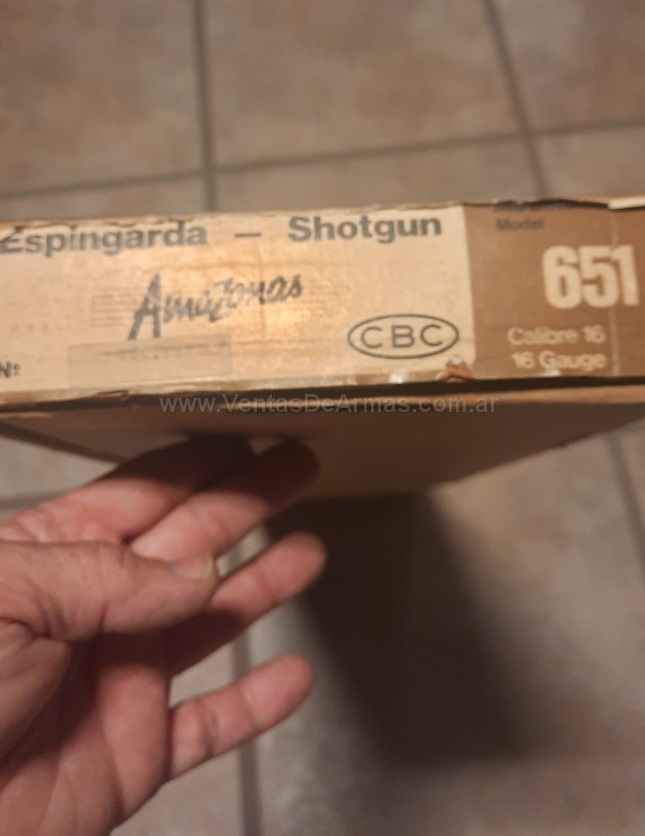 Espingarda – Shotgun
Amazonas
CBC
Nº
Model
651
Calibre 16
16 Gauge
www.VentasDeArmas.com.ar